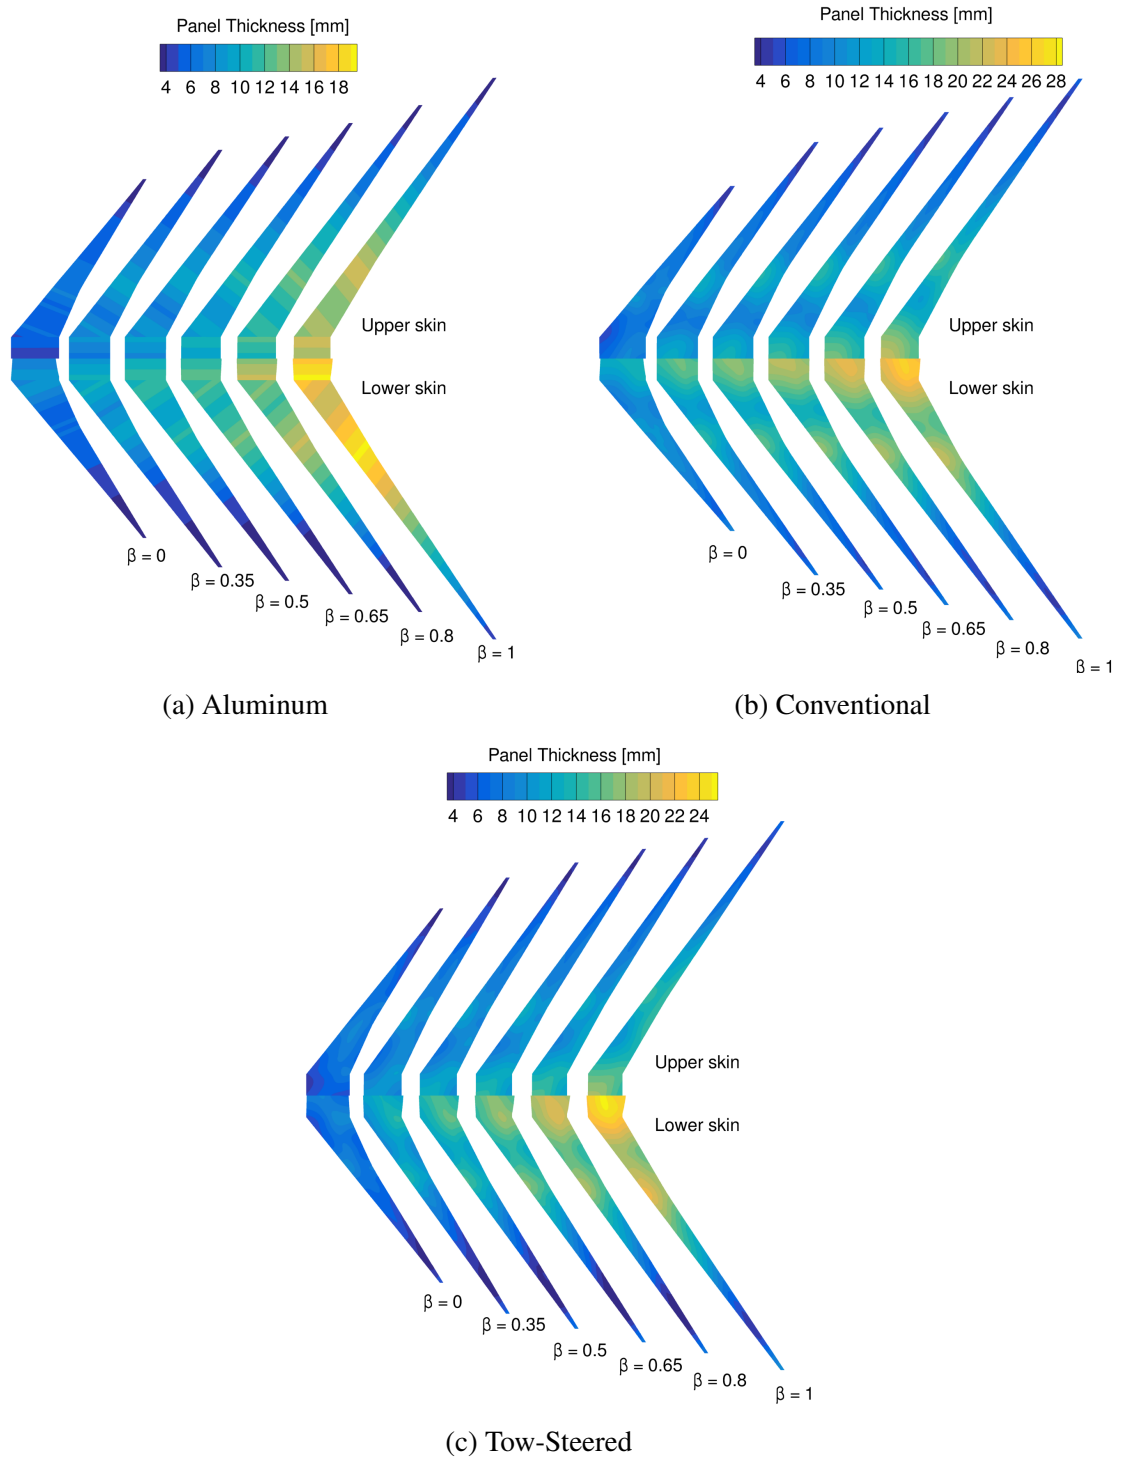 Panel Thickness [mm]
4 6 8 10 12 14 16 18
Upper skin
Lower skin
β = 0
β = 0.35
β = 0.5
β = 0.65
β = 0.8
β = 1
(a) Aluminum
Panel Thickness [mm]
4 6 8 10 12 14 16 18 20 22 24 26 28
Upper skin
Lower skin
β = 0
β = 0.35
β = 0.5
β = 0.65
β = 0.8
β = 1
(b) Conventional
Panel Thickness [mm]
4 6 8 10 12 14 16 18 20 22 24
Upper skin
Lower skin
β = 0
β = 0.35
β = 0.5
β = 0.65
β = 0.8
β = 1
(c) Tow-Steered